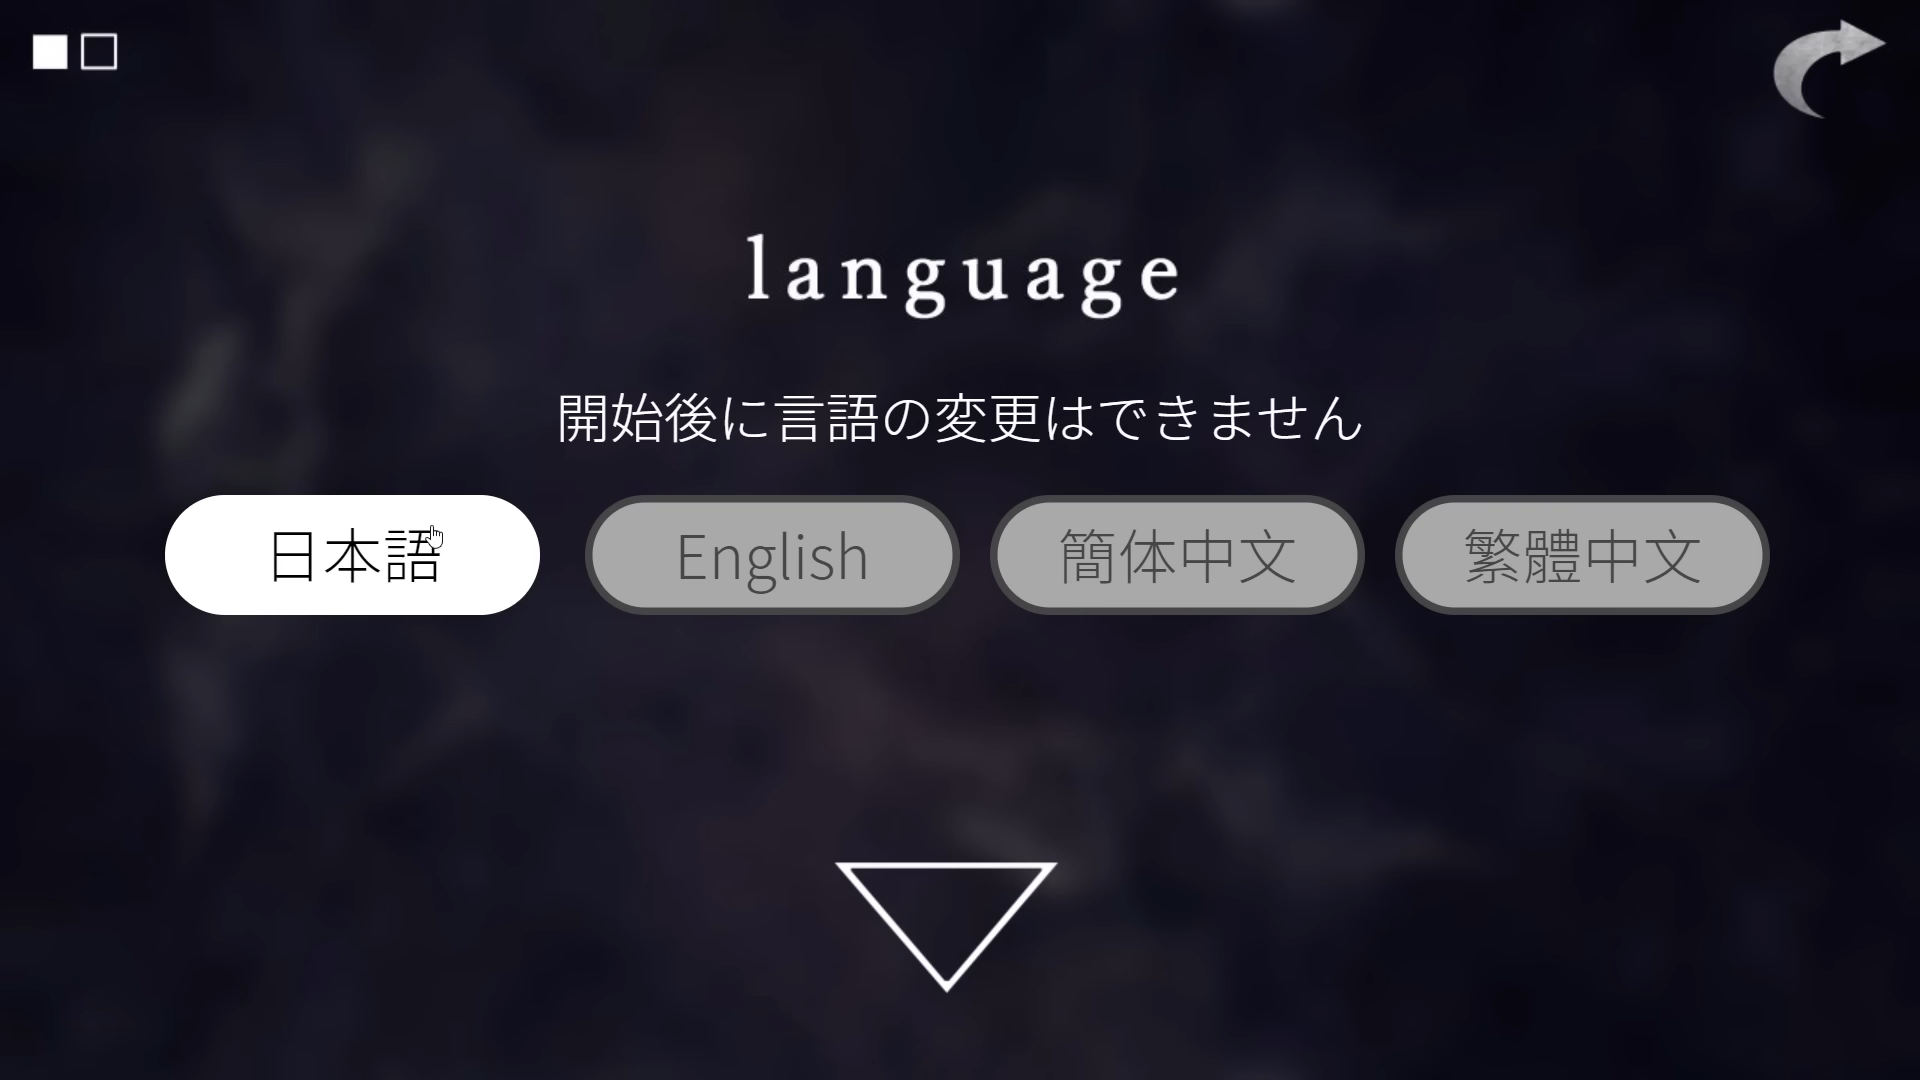 language
開始後に言語の変更はできません
日本語
English
簡体中文
繁體中文